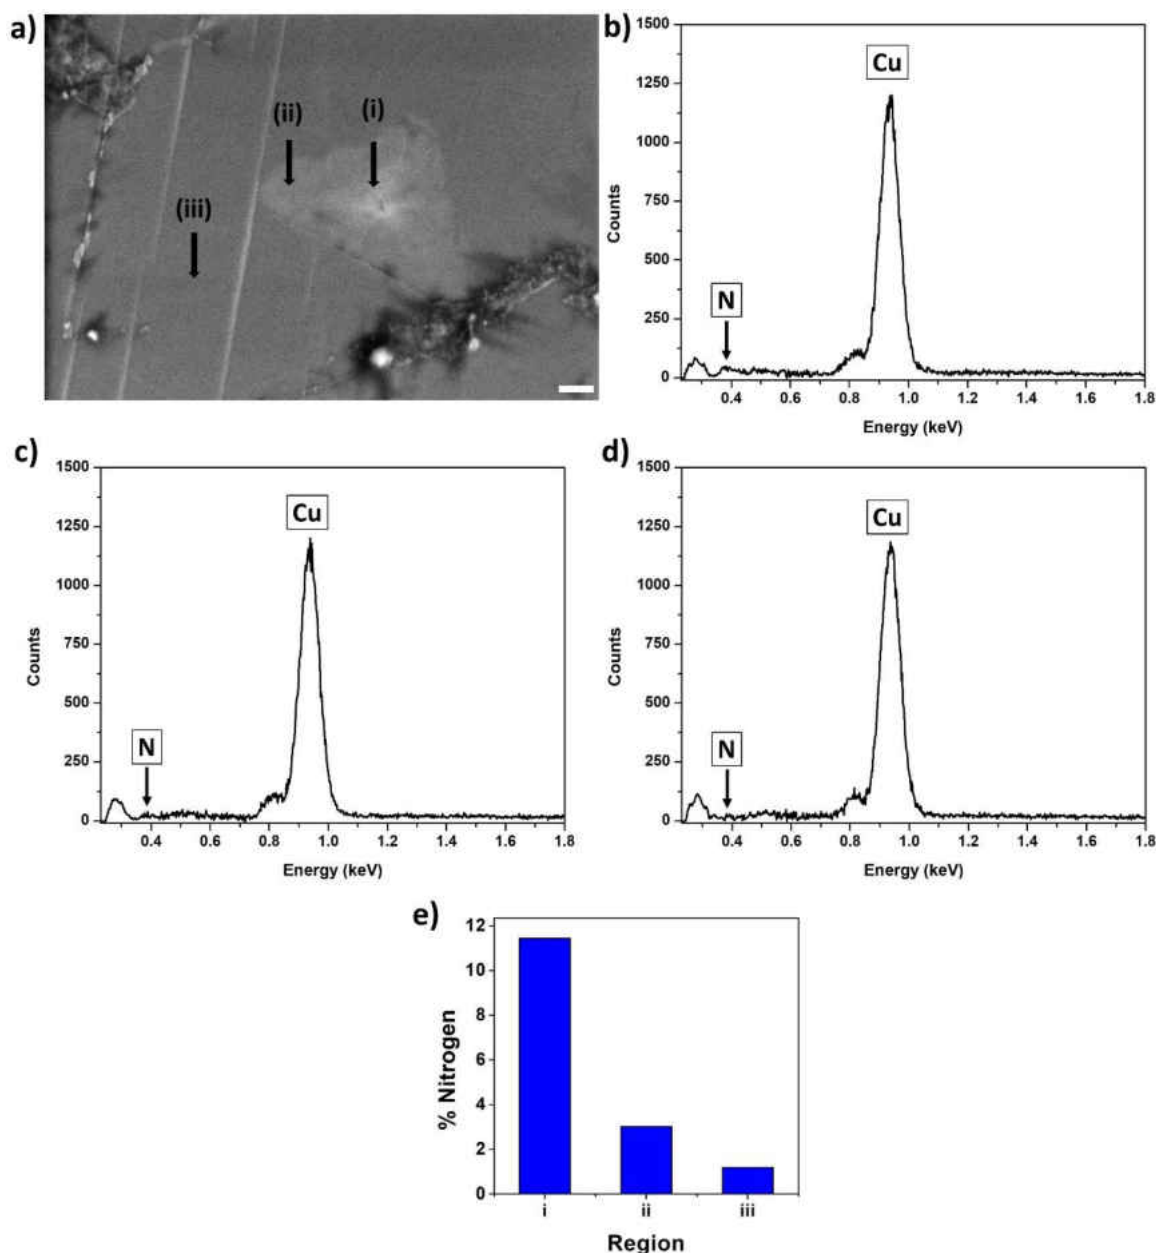 a)
(ii)
(i)
(iii)
b)
1500
1250
1000
750
500
250
0
Counts
Cu
N
0.4 0.6 0.8 1.0 1.2 1.4 1.6 1.8
Energy (keV)
c)
1500
1250
1000
750
500
250
0
Counts
Cu
N
0.4 0.6 0.8 1.0 1.2 1.4 1.6 1.8
Energy (keV)
d)
1500
1250
1000
750
500
250
0
Counts
Cu
N
0.4 0.6 0.8 1.0 1.2 1.4 1.6 1.8
Energy (keV)
e)
12
10
8
6
4
2
0
% Nitrogen
i ii iii
Region